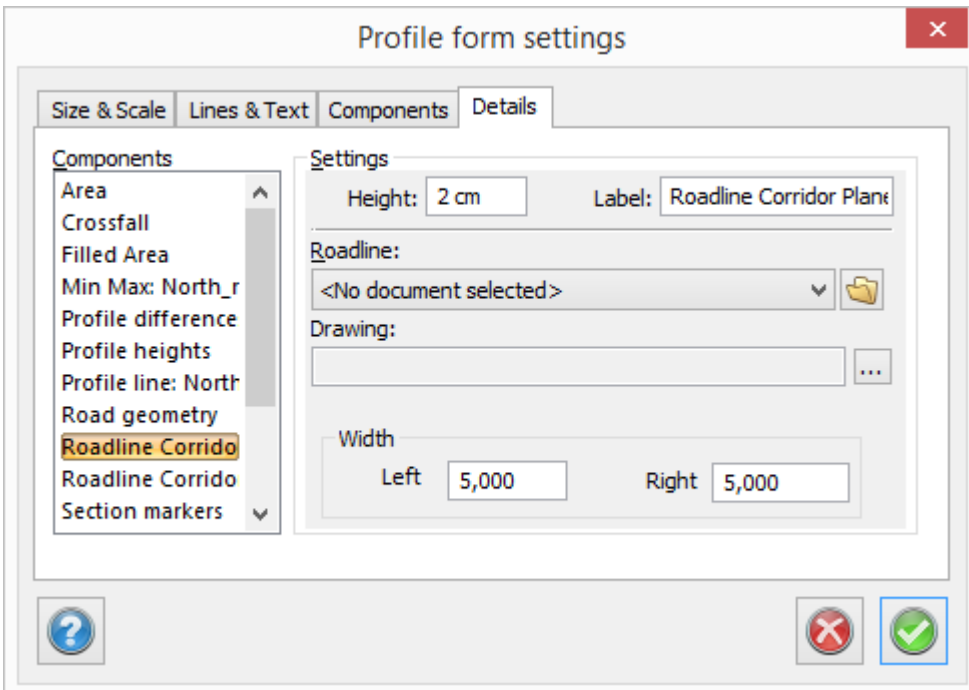 Profile form settings
Size & Scale Lines & Text Components Details
Components
Area
Crossfall
Filled Area
Min Max: North_r
Profile difference
Profile heights
Profile line: North
Road geometry
Roadline Corrido
Roadline Corrido
Section markers
Settings
Height: 2 cm Label: Roadline Corridor Plane
Roadline:
<No document selected>
Drawing:
...
Width
Left 5,000 Right 5,000